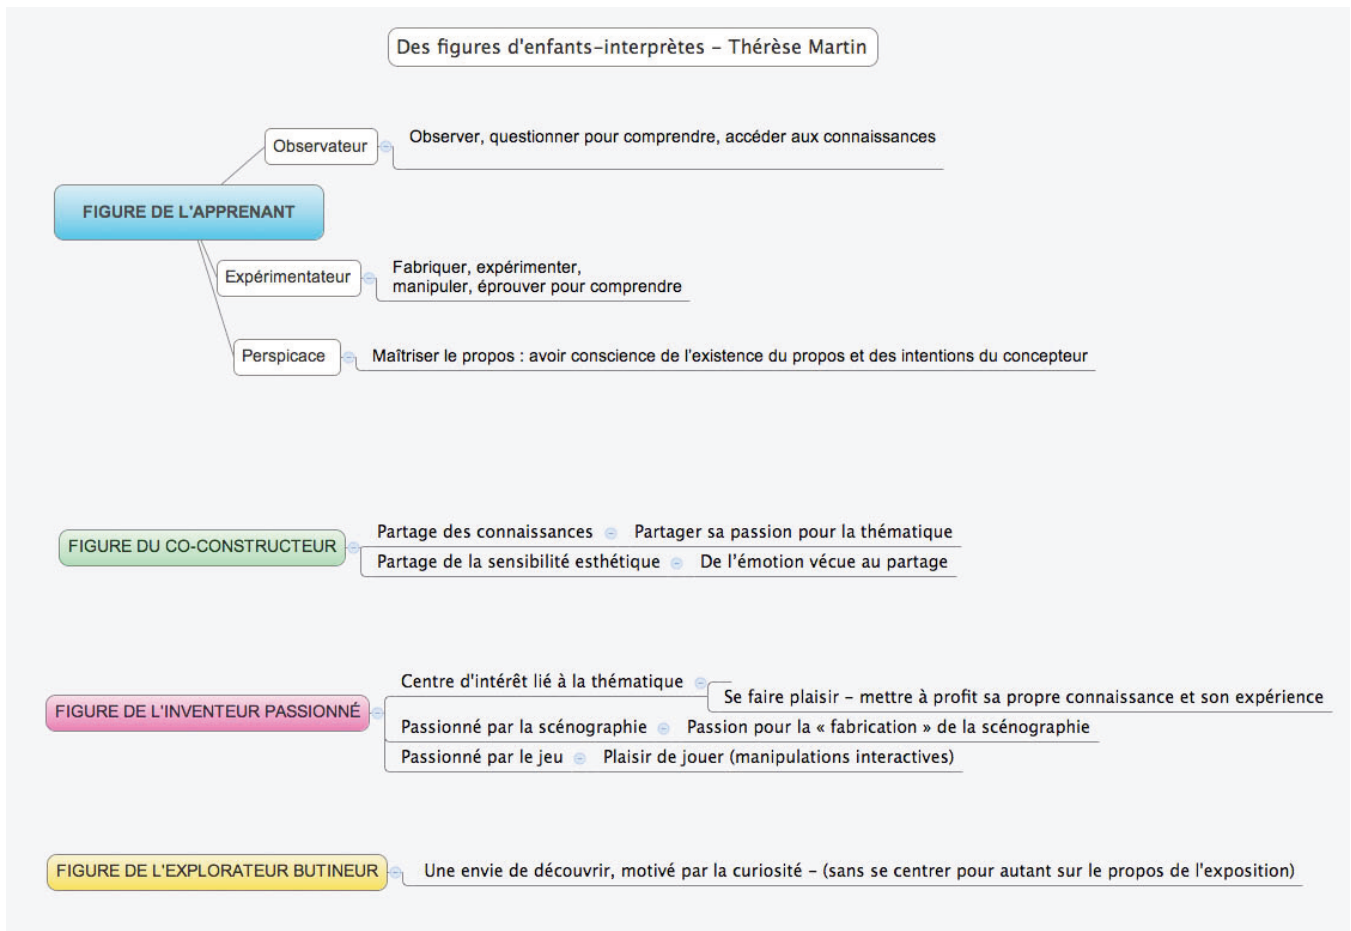 Des figures d'enfants-interprètes – Thérèse Martin
Observateur
Observer, questionner pour comprendre, accéder aux connaissances
FIGURE DE L'APPRENANT
Expérimentateur
Fabriquer, expérimenter,
manipuler, éprouver pour comprendre
Perspicace
Maîtriser le propos : avoir conscience de l'existence du propos et des intentions du concepteur
FIGURE DU CO-CONSTRUCTEUR
Partage des connaissances
Partager sa passion pour la thématique
Partage de la sensibilité esthétique
De l’émotion vécue au partage
FIGURE DE L'INVENTEUR PASSIONNÉ
Centre d'intérêt lié à la thématique
Se faire plaisir – mettre à profit sa propre connaissance et son expérience
Passionné par la scénographie
Passion pour la « fabrication » de la scénographie
Passionné par le jeu
Plaisir de jouer (manipulations interactives)
FIGURE DE L'EXPLORATEUR BUTINEUR
Une envie de découvrir, motivé par la curiosité – (sans se centrer pour autant sur le propos de l'exposition)